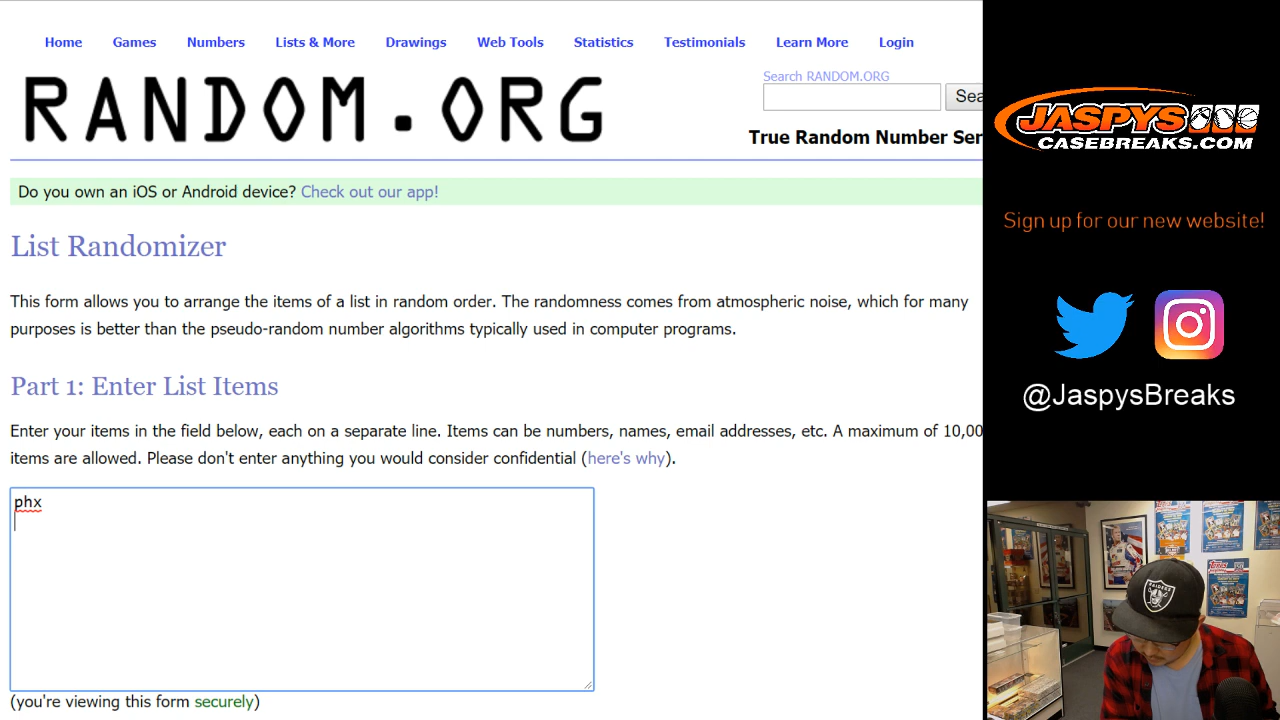 Home Games Numbers Lists & More Drawings Web Tools Statistics Testimonials Learn More Login
RANDOM.ORG
Search RANDOM.ORG
Sea
True Random Number Ser
Do you own an iOS or Android device? Check out our app!
List Randomizer
This form allows you to arrange the items of a list in random order. The randomness comes from atmospheric noise, which for many
purposes is better than the pseudo-random number algorithms typically used in computer programs.
Part 1: Enter List Items
Enter your items in the field below, each on a separate line. Items can be numbers, names, email addresses, etc. A maximum of 10,00
items are allowed. Please don't enter anything you would consider confidential (here's why).
phx
(you're viewing this form securely)
JASPYS
CASEBREAKS.COM
Sign up for our new website!
@JaspysBreaks
RAIDERS